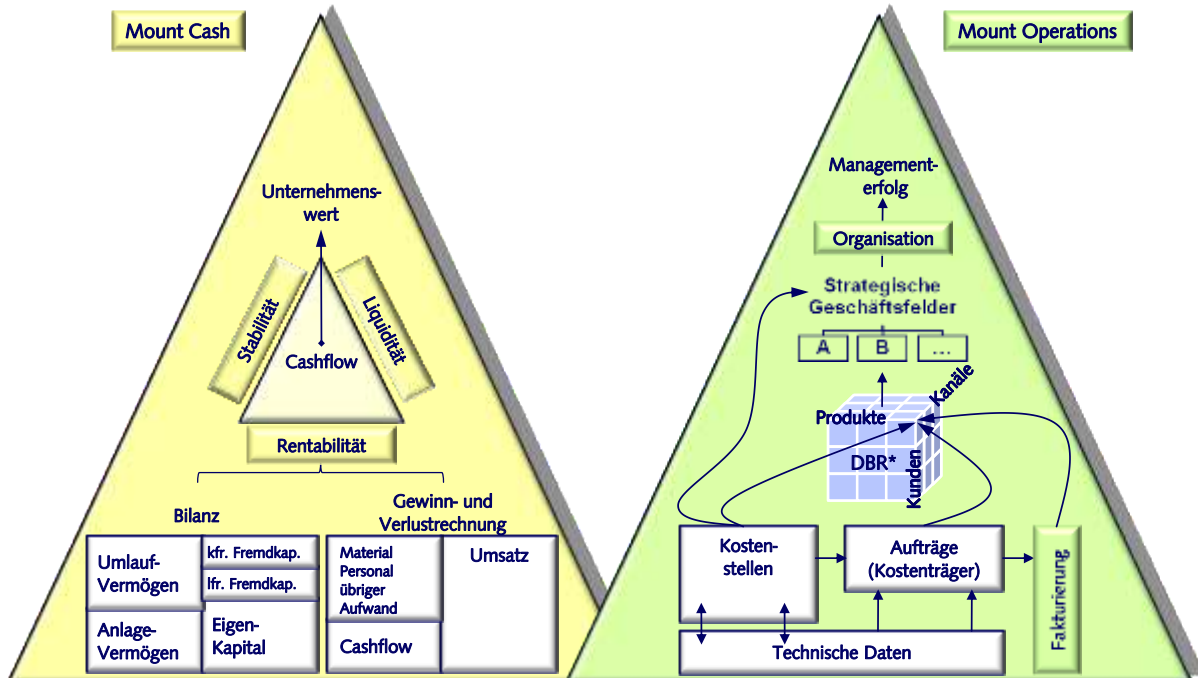 Mount Cash
Unternehmens-
wert
Stabilität
Liquidität
Cashflow
Rentabilität
Bilanz
Gewinn- und
Verlustrechnung
Umlauf-
Vermögen
kfr. Fremdkap.
lfr. Fremdkap.
Anlage-
Vermögen
Eigen-
Kapital
Material
Personal
übriger
Aufwand
Cashflow
Umsatz
Mount Operations
Management-
erfolg
Organisation
Strategische
Geschäftsfelder
A
B
...
Kanäle
Produkte
DBR*
Kunden
Kosten-
stellen
Aufträge
(Kostenträger)
Fakturierung
Technische Daten